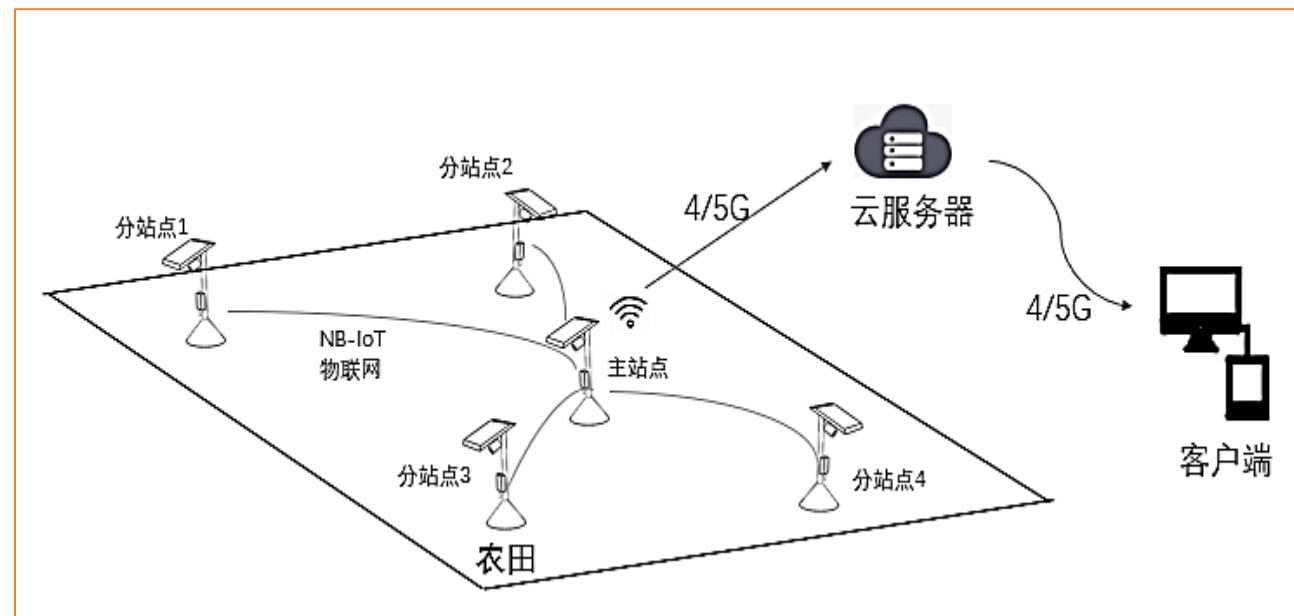 分站点2
分站点1
4/5G
云服务器
4/5G
NB-IoT
物联网
主站点
分站点3
分站点4
客户端
农田